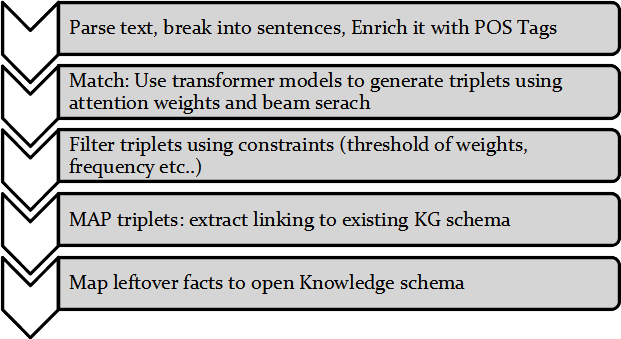 Parse text, break into sentences, Enrich it with POS Tags
Match: Use transformer models to generate triplets using
attention weights and beam serach
Filter triplets using constraints (threshold of weights,
frequency etc..)
MAP triplets: extract linking to existing KG schema
Map leftover facts to open Knowledge schema